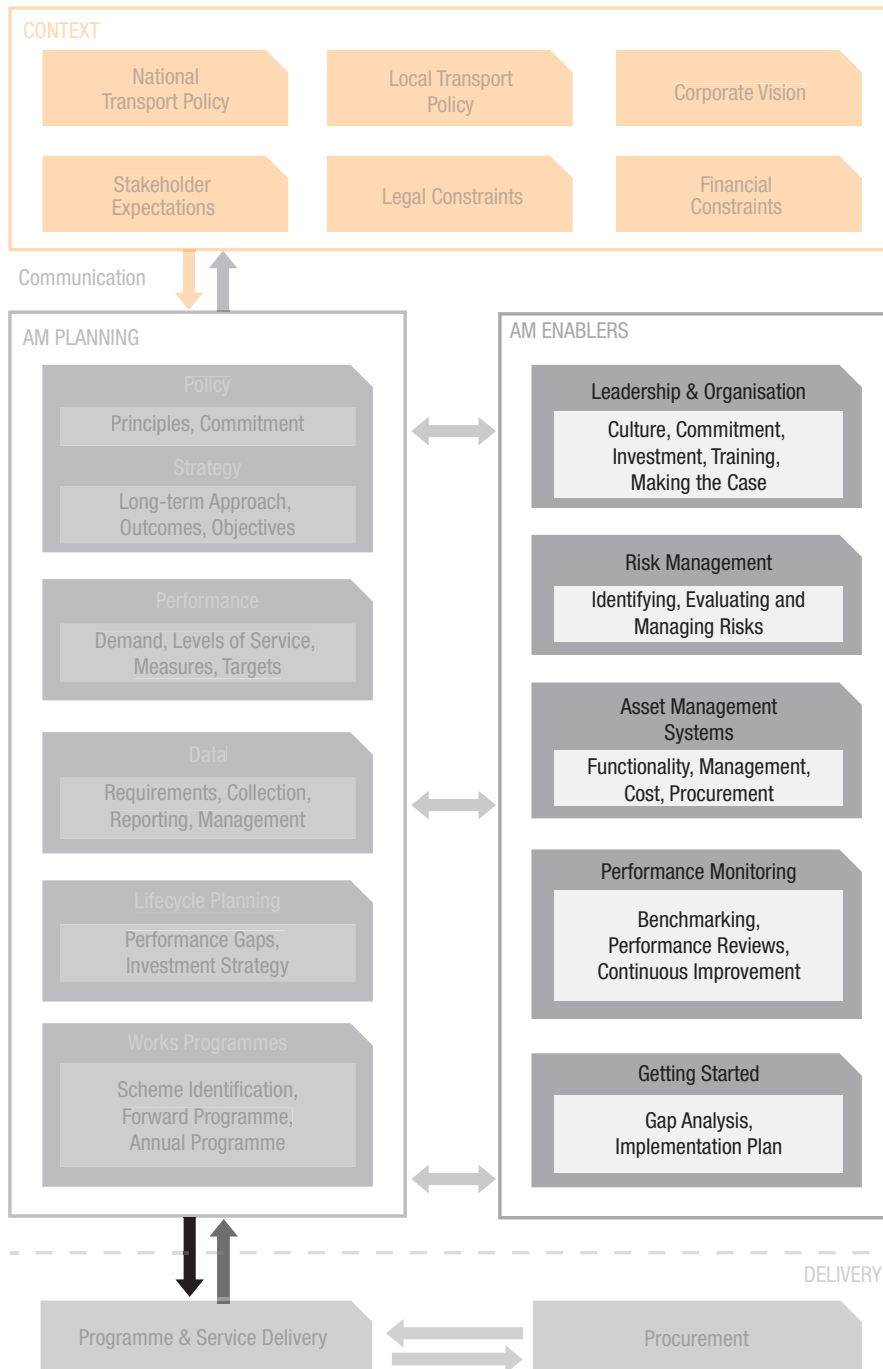 CONTEXT
National
Transport Policy
Local Transport
Policy
Corporate Vision
Stakeholder
Expectations
Legal Constraints
Financial
Constraints
Communication
AM PLANNING
Policy
Principles, Commitment
Strategy
Long-term Approach,
Outcomes, Objectives
Performance
Demand, Levels of Service,
Measures, Targets
Data
Requirements, Collection,
Reporting, Management
Lifecycle Planning
Performance Gaps,
Investment Strategy
Works Programmes
Scheme Identification,
Forward Programme,
Annual Programme
AM ENABLERS
Leadership & Organisation
Culture, Commitment,
Investment, Training,
Making the Case
Risk Management
Identifying, Evaluating and
Managing Risks
Asset Management
Systems
Functionality, Management,
Cost, Procurement
Performance Monitoring
Benchmarking,
Performance Reviews,
Continuous Improvement
Getting Started
Gap Analysis,
Implementation Plan
DELIVERY
Programme & Service Delivery
Procurement